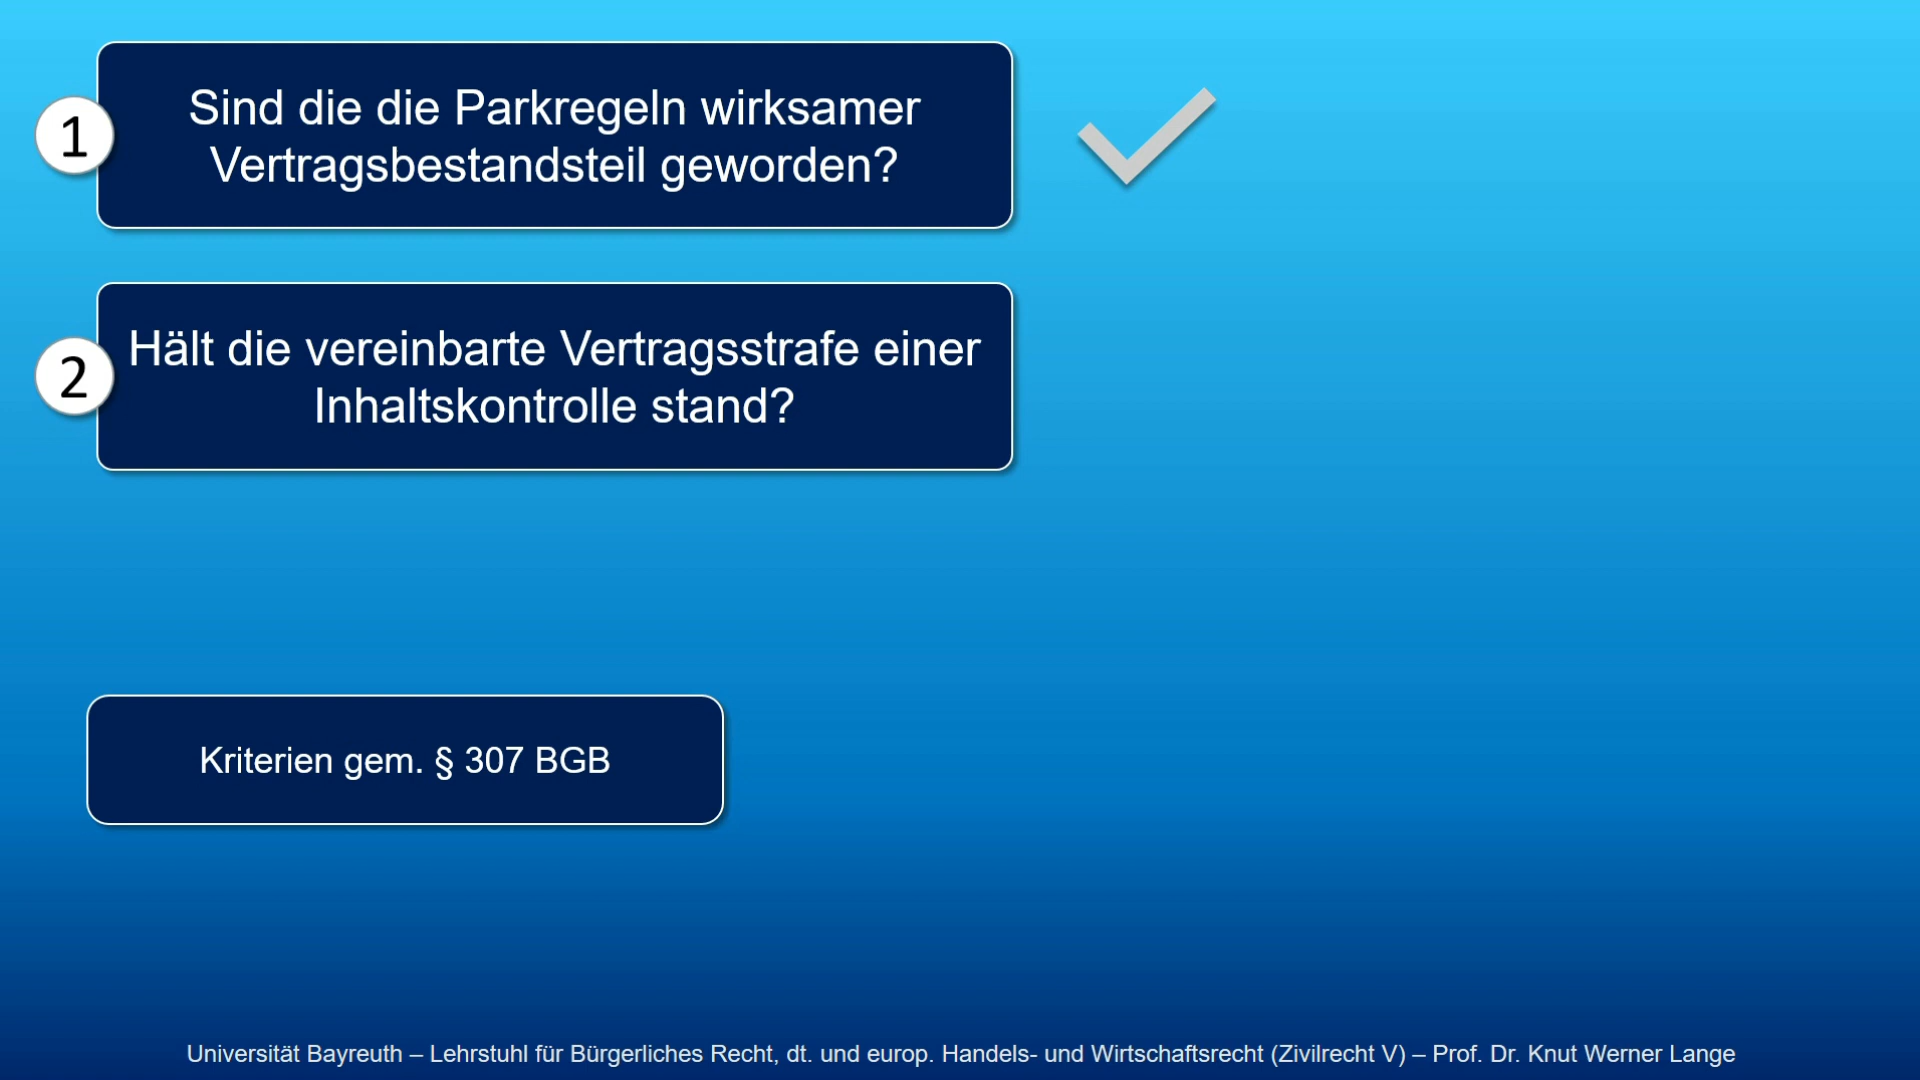 1
Sind die die Parkregeln wirksamer
Vertragsbestandsteil geworden?
2
Hält die vereinbarte Vertragsstrafe einer
Inhaltskontrolle stand?
Kriterien gem. § 307 BGB
Universität Bayreuth – Lehrstuhl für Bürgerliches Recht, dt. und europ. Handels- und Wirtschaftsrecht (Zivilrecht V) – Prof. Dr. Knut Werner Lange